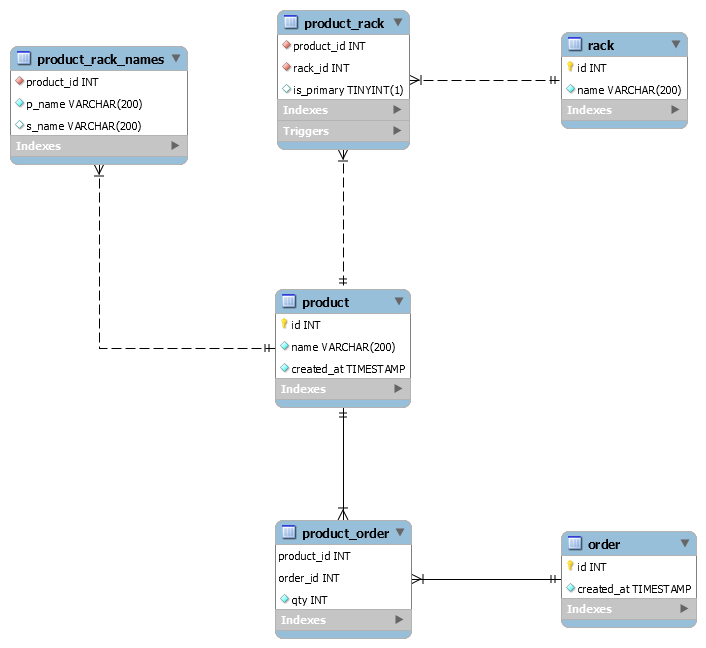 product_rack
product_id INT
rack_id INT
is_primary TINYINT(1)
Indexes
Triggers
rack
id INT
name VARCHAR(200)
Indexes
product_rack_names
product_id INT
p_name VARCHAR(200)
s_name VARCHAR(200)
Indexes
product
id INT
name VARCHAR(200)
created_at TIMESTAMP
Indexes
product_order
product_id INT
order_id INT
qty INT
Indexes
order
id INT
created_at TIMESTAMP
Indexes